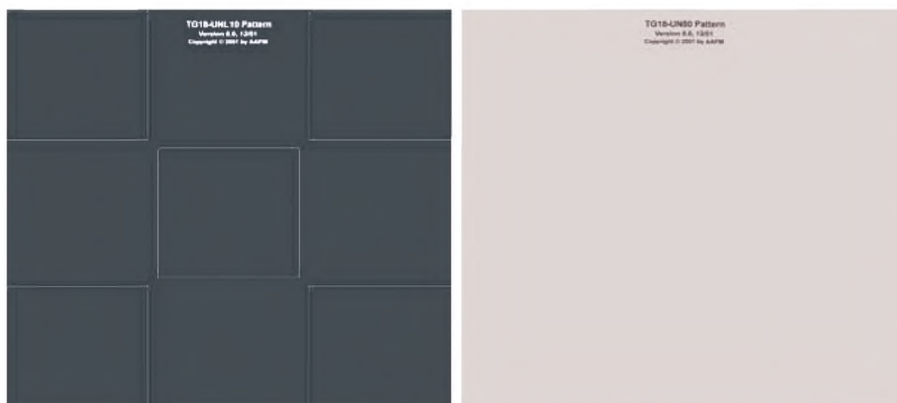 TG18-UNL10 Pattern
Version 8.0, 12/01
Copyright © 2001 by AAPM
TG18-UN80 Pattern
Version 8.0, 12/01
Copyright © 2001 by AAPM